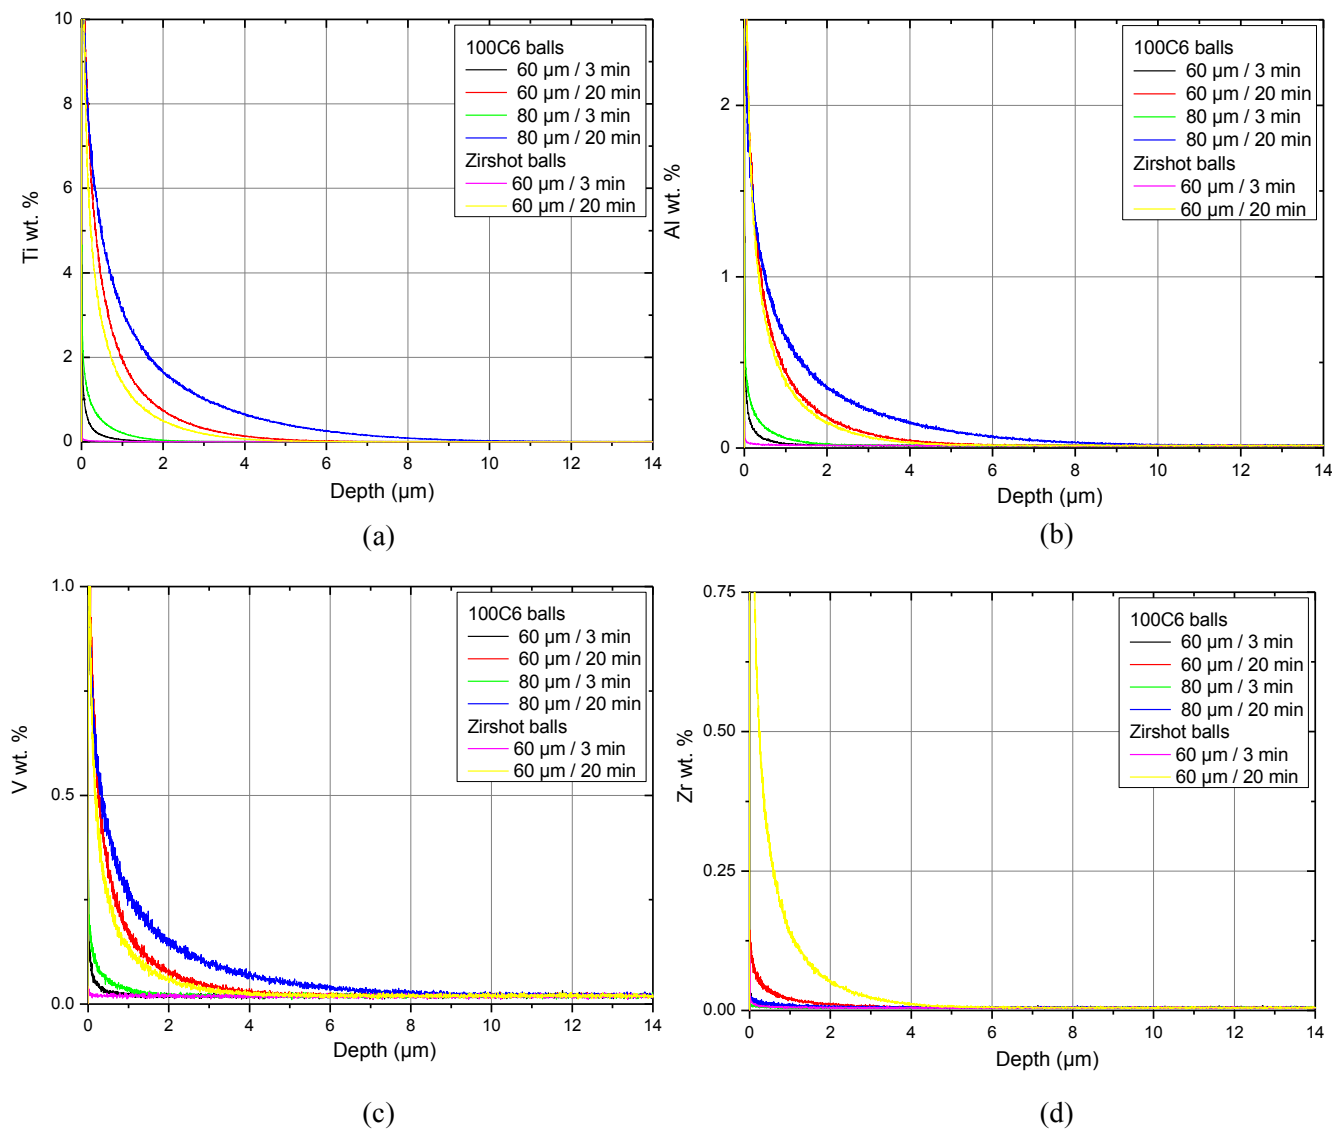 10
8
6
4
2
0
Ti wt. %
100C6 balls
60 µm / 3 min
60 µm / 20 min
80 µm / 3 min
80 µm / 20 min
Zirshot balls
60 µm / 3 min
60 µm / 20 min
0 2 4 6 8 10 12 14
Depth (µm)
(a)
2
1
0
Al wt. %
100C6 balls
60 µm / 3 min
60 µm / 20 min
80 µm / 3 min
80 µm / 20 min
Zirshot balls
60 µm / 3 min
60 µm / 20 min
0 2 4 6 8 10 12 14
Depth (µm)
(b)
1.0
0.5
0.0
V wt. %
100C6 balls
60 µm / 3 min
60 µm / 20 min
80 µm / 3 min
80 µm / 20 min
Zirshot balls
60 µm / 3 min
60 µm / 20 min
0 2 4 6 8 10 12 14
Depth (µm)
(c)
0.75
0.50
0.25
0.00
Zr wt. %
100C6 balls
60 µm / 3 min
60 µm / 20 min
80 µm / 3 min
80 µm / 20 min
Zirshot balls
60 µm / 3 min
60 µm / 20 min
0 2 4 6 8 10 12 14
Depth (µm)
(d)